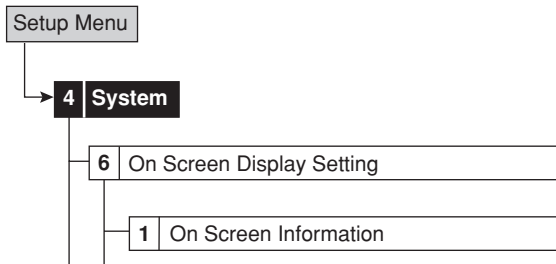 Setup Menu
4 System
6 On Screen Display Setting
1 On Screen Information